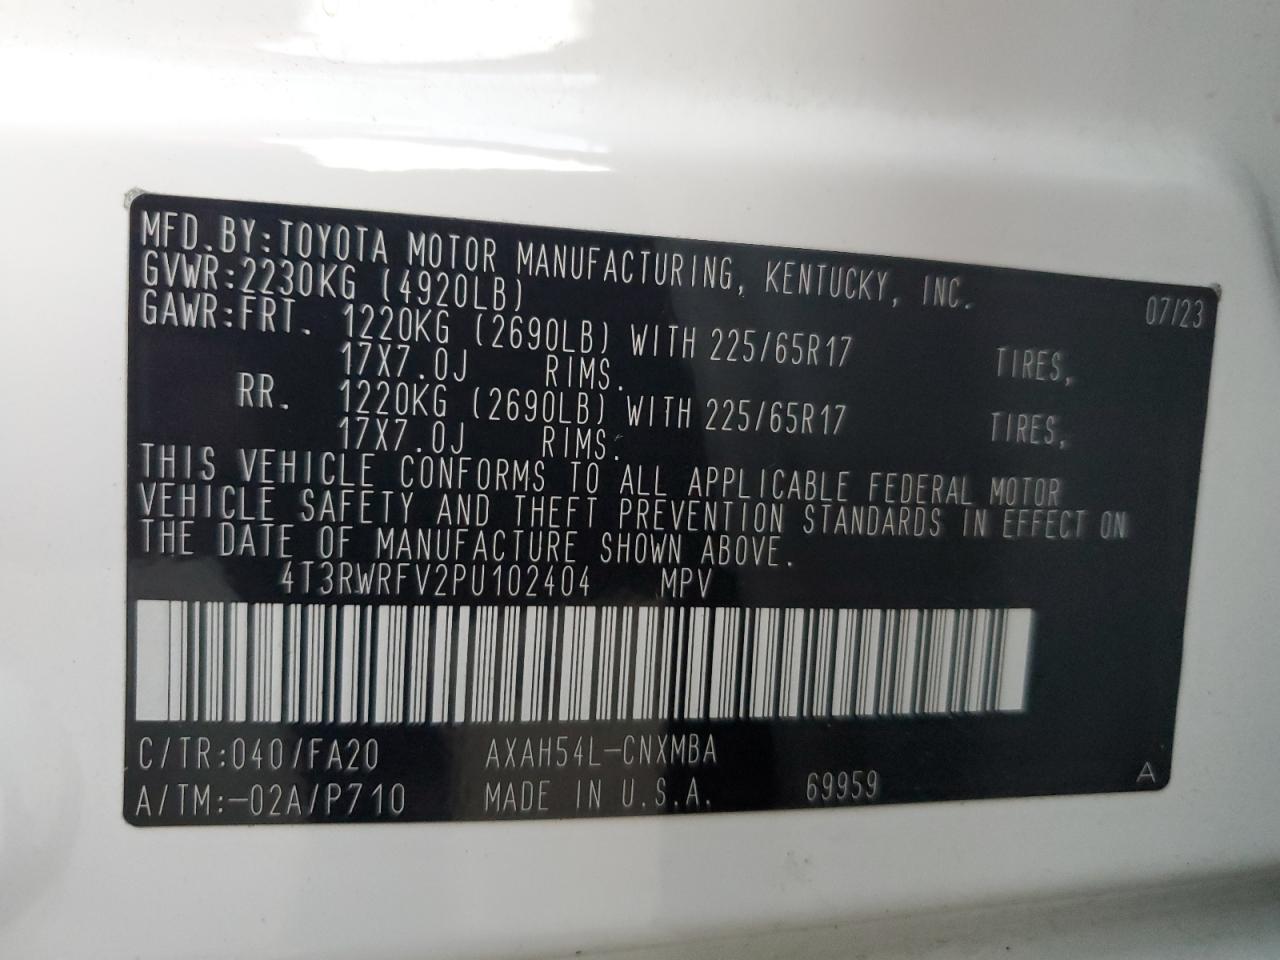 MFD.BY:TOYOTA MOTOR MANUFACTURING, KENTUCKY, INC. 07/23
GVWR:2230KG (4920LB)
GAWR:FRT. 1220KG (2690LB) WITH 225/65R17 TIRES,
17X7.0J RIMS.
RR. 1220KG (2690LB) WITH 225/65R17 TIRES,
17X7.0J RIMS.
THIS VEHICLE CONFORMS TO ALL APPLICABLE FEDERAL MOTOR
VEHICLE SAFETY AND THEFT PREVENTION STANDARDS IN EFFECT ON
THE DATE OF MANUFACTURE SHOWN ABOVE.
4T3RWRFV2PU102404 MPV
C/TR:040/FA20 AXAH54L-CNXMBA
A/TM:-02A/P710 MADE IN U.S.A. 69959 A